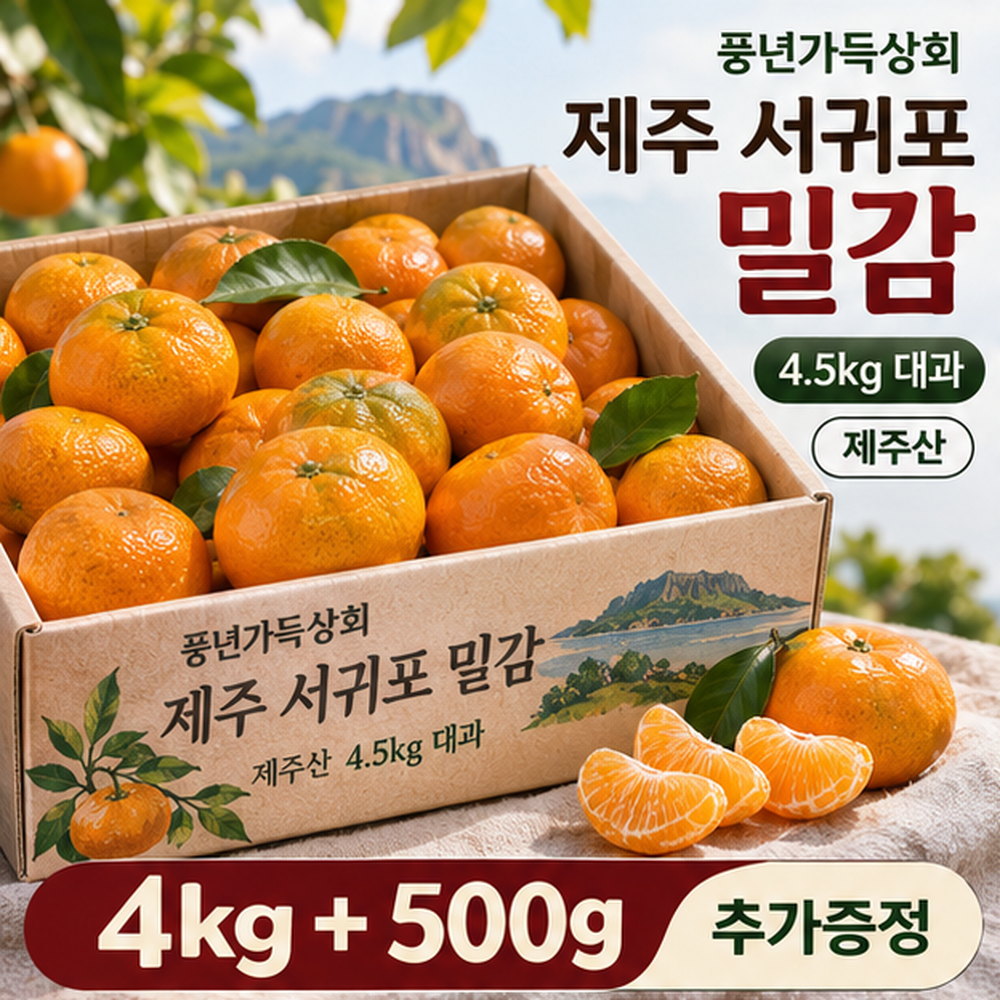 풍년가득상회
제주 서귀포
밀감
4.5kg 대과
제주산
풍년가득상회
제주 서귀포 밀감
제주산 4.5kg 대과
4kg + 500g 추가증정